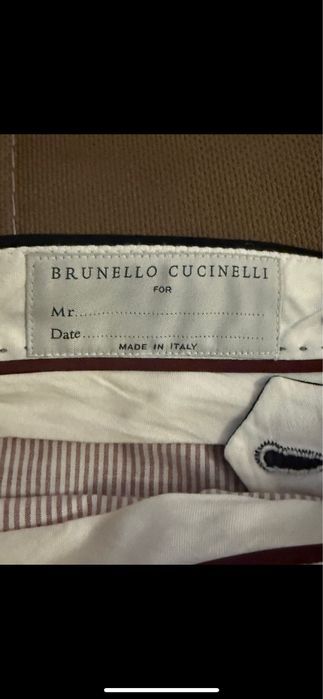 BRUNELLO CUCINELLI
FOR
Mr..............................................
Date............................................
MADE IN ITALY